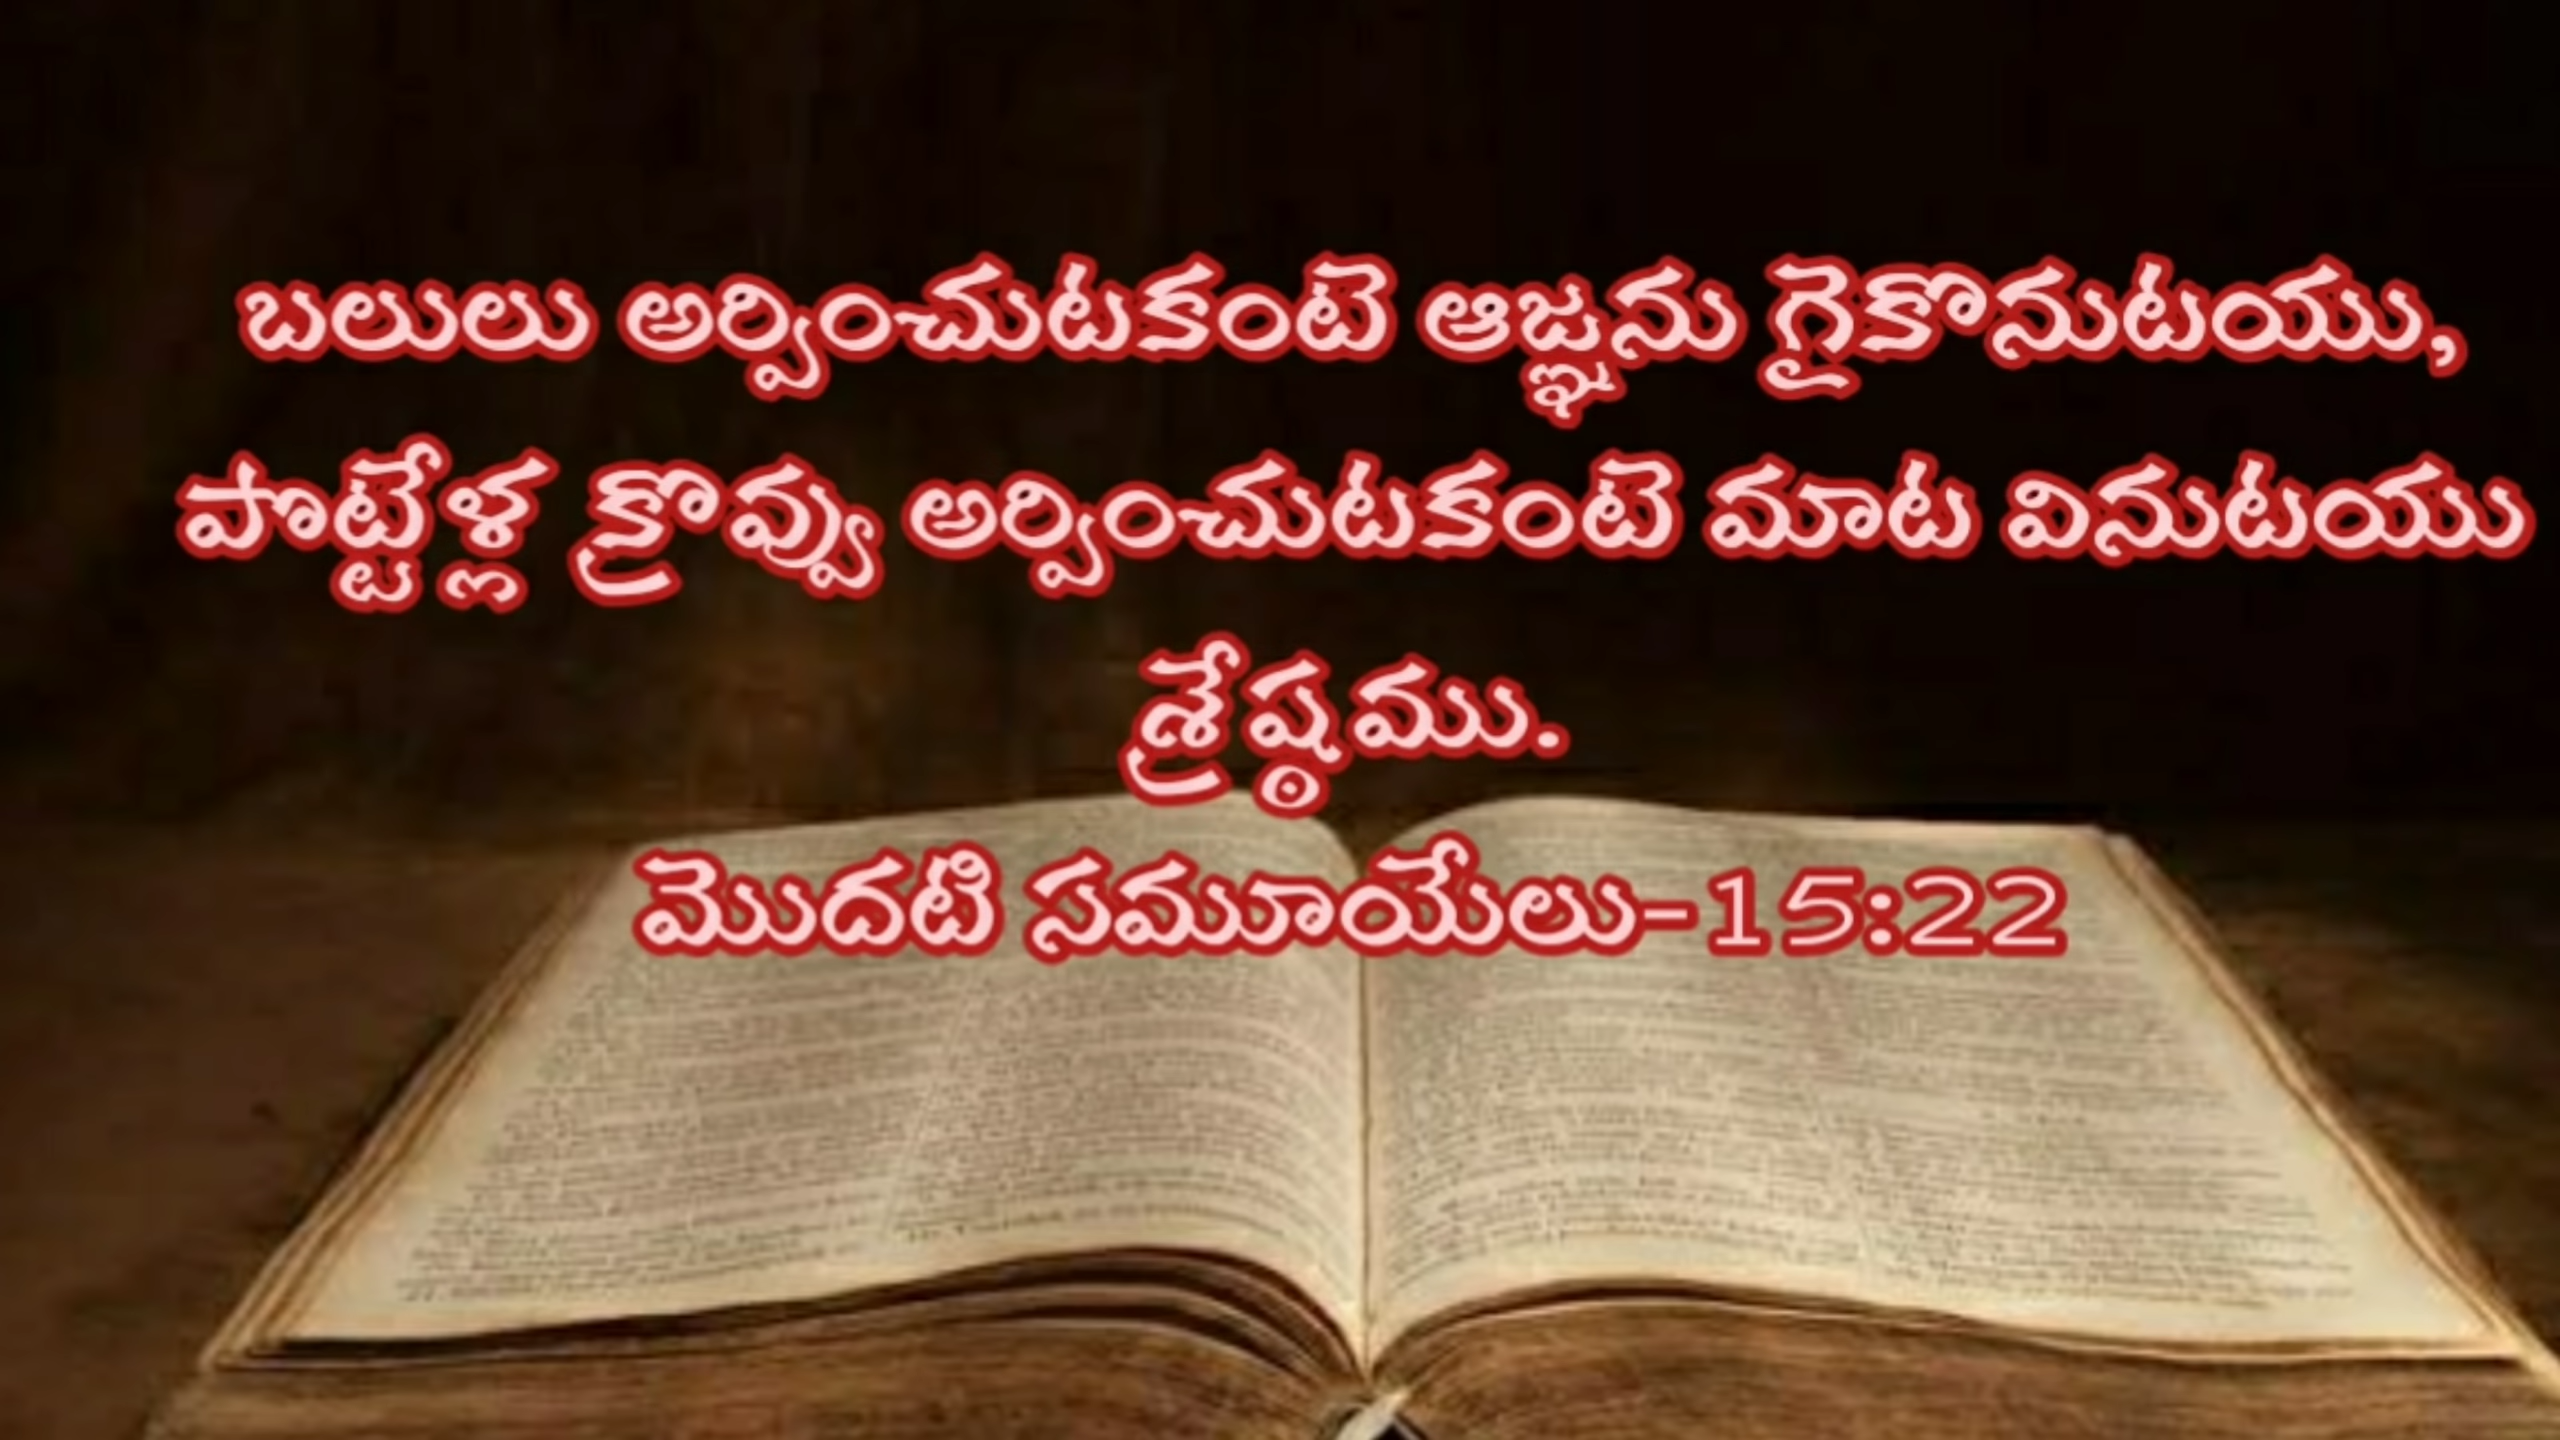 బలులు అర్పించుటకంటె ఆజ్ఞను గైకొనుటయు,
పొట్టేళ్ల క్రొవ్వు అర్పించుటకంటె మాట వినుటయు
శ్రేష్ఠము.
మొదటి సమూయేలు-15:22